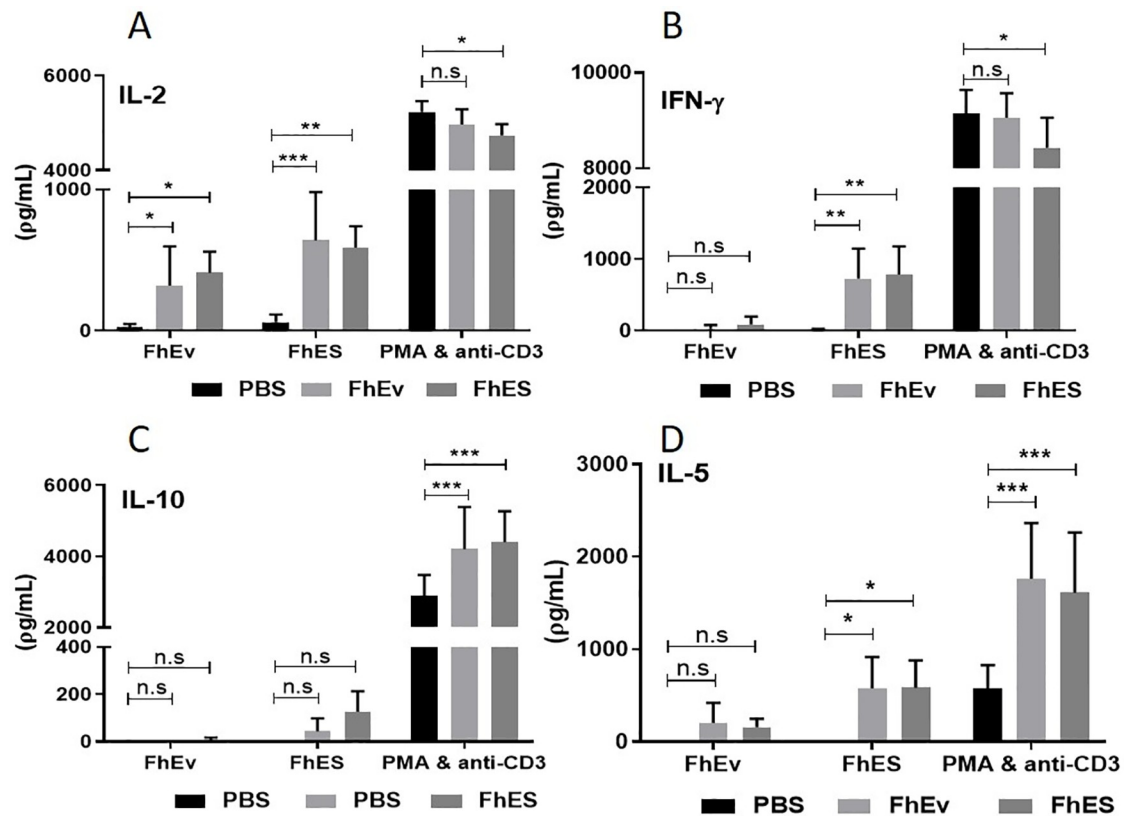 A
IL-2
6000
4000
1000
0
(ρg/mL)
*
*
***
**
n.s
*
FhEv FhES PMA & anti-CD3
PBS FhEv FhES
B
IFN-γ
10000
8000
2000
1000
0
(ρg/mL)
n.s
n.s
**
**
n.s
*
FhEv FhES PMA & anti-CD3
PBS FhEv FhES
C
IL-10
6000
4000
2000
400
200
0
(ρg/mL)
n.s
n.s
n.s
n.s
***
***
FhEv FhES PMA & anti-CD3
PBS PBS FhES
D
IL-5
3000
2000
1000
0
(ρg/mL)
n.s
n.s
*
*
***
***
FhEv FhES PMA & anti-CD3
PBS FhEv FhES